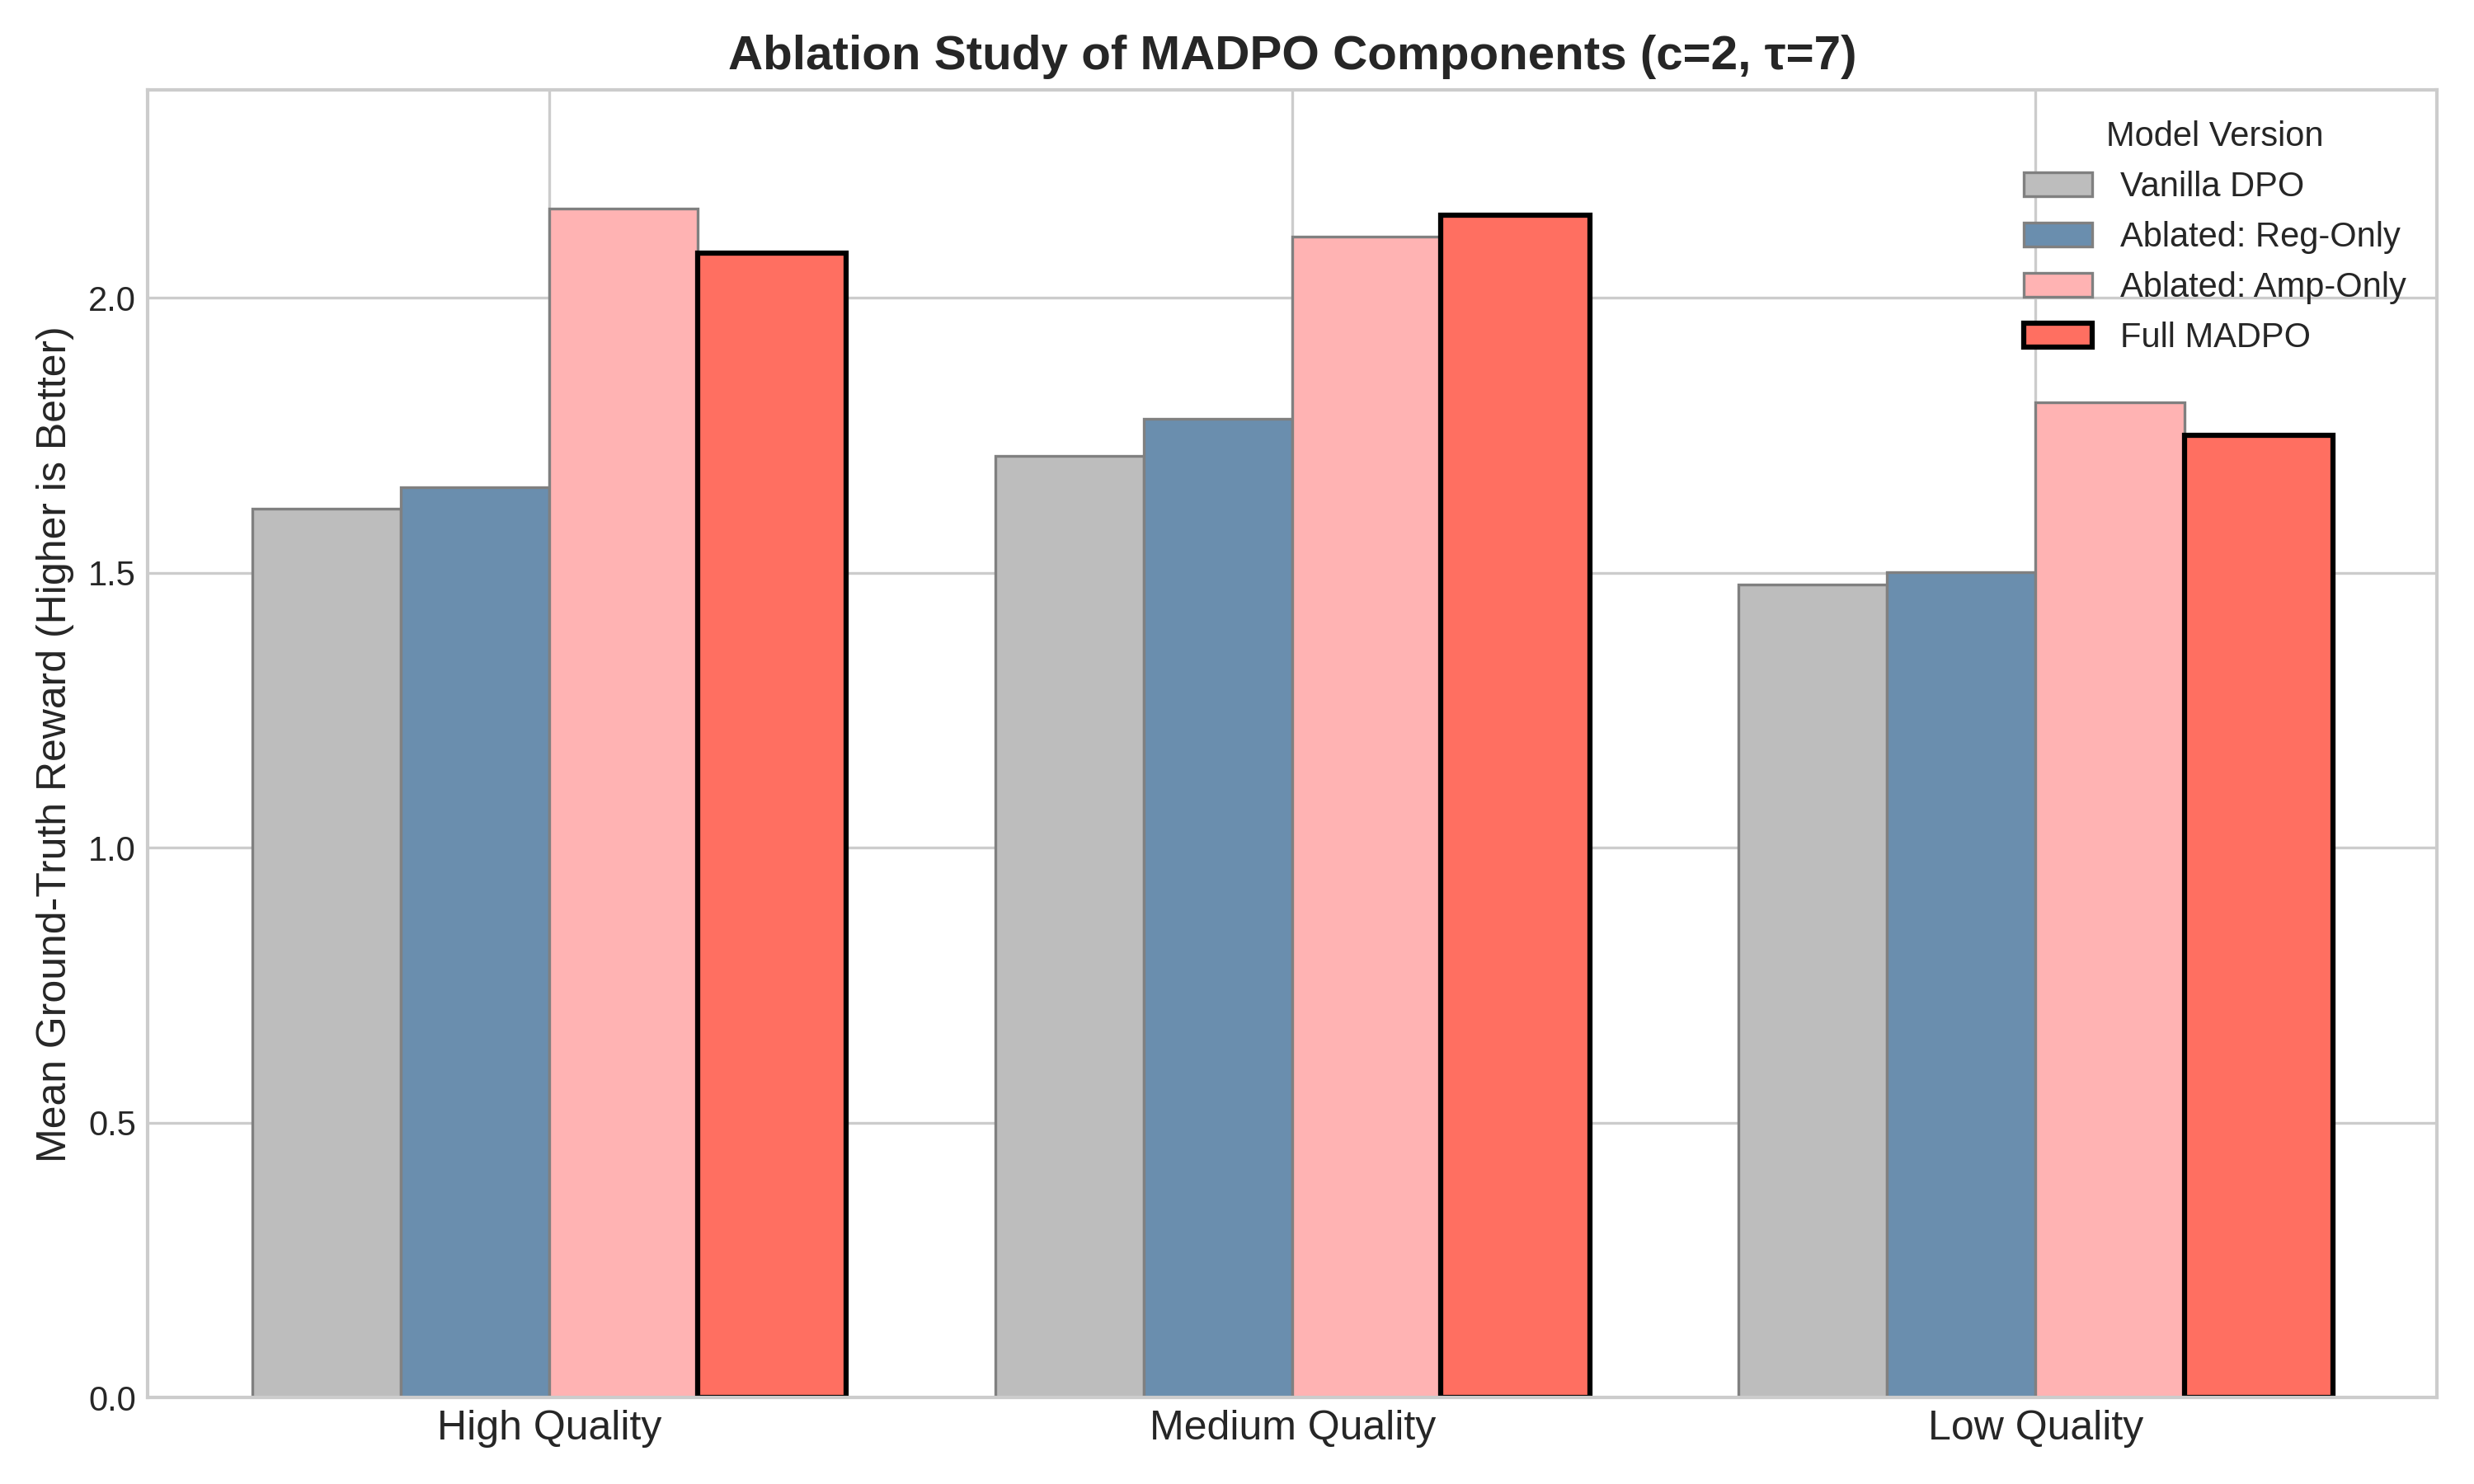 Ablation Study of MADPO Components (c=2, τ=7)
Mean Ground-Truth Reward (Higher is Better)
2.0
1.5
1.0
0.5
0.0
High Quality
Medium Quality
Low Quality
Model Version
Vanilla DPO
Ablated: Reg-Only
Ablated: Amp-Only
Full MADPO